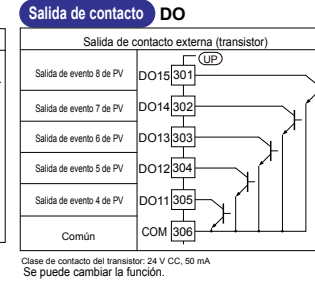 Salida de contacto DO
Salida de contacto externa (transistor)
UP
Salida de evento 8 de PV DO15 301
Salida de evento 7 de PV DO14 302
Salida de evento 6 de PV DO13 303
Salida de evento 5 de PV DO12 304
Salida de evento 4 de PV DO11 305
Común COM 306
Clase de contacto del transistor: 24 V CC, 50 mA
Se puede cambiar la función.